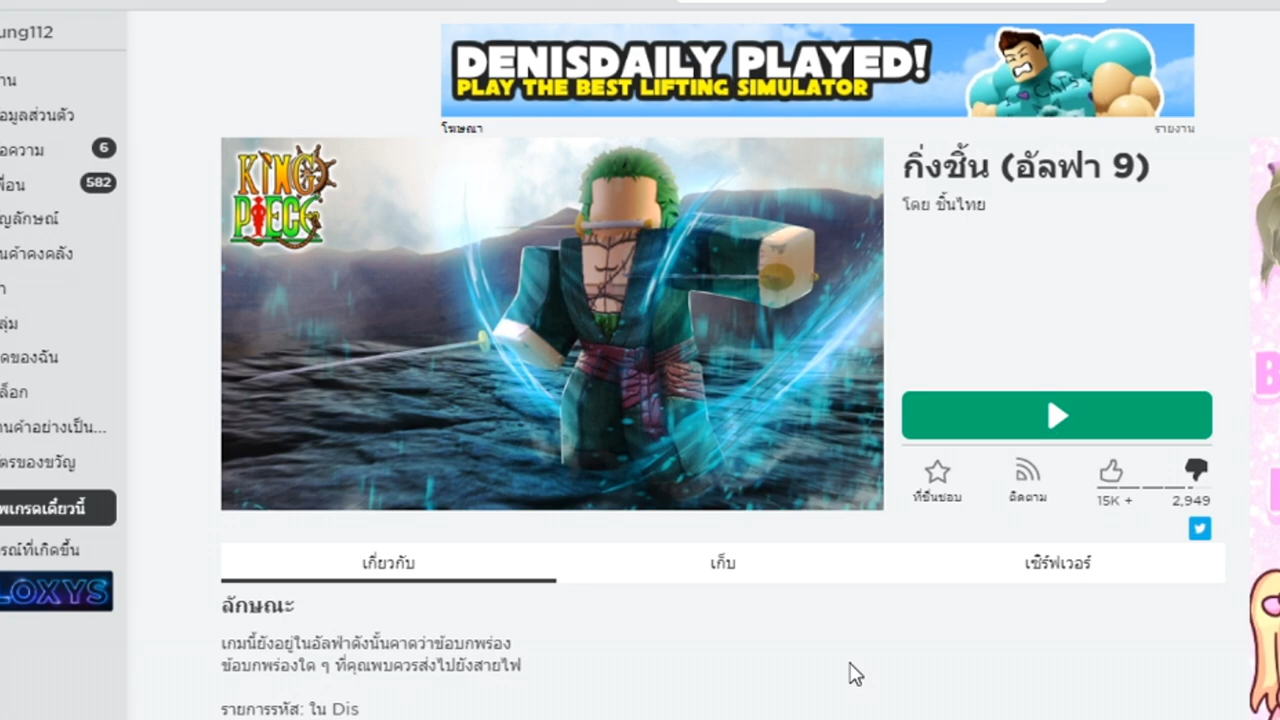 ung112
DENISDAILY PLAYED!
PLAY THE BEST LIFTING SIMULATOR
โฆษณา
รายงาน
KING
PIECE
กิ่งชิ้น (อัลฟา 9)
โดย ชิ้นไทย
าน
อมูลส่วนตัว
อความ 6
พื่อน 582
ญลักษณ์
นค้าคงคลัง
า
ลุ่ม
ดของฉัน
ล็อก
านค้าอย่างเป็น...
ัตรของขวัญ
พเกรดเดี๋ยวนี้
รณ์ที่เกิดขึ้น
LOXYS
ที่ชื่นชอบ
ติดตาม
15K +
2,949
เกี่ยวกับ
เก็บ
เซิร์ฟเวอร์
ลักษณะ
เกมนี้ยังอยู่ในอัลฟ่าดังนั้นคาดว่าข้อบกพร่อง
ข้อบกพร่องใด ๆ ที่คุณพบควรส่งไปยังสายไฟ
รายการรหัส: ใน Dis
B